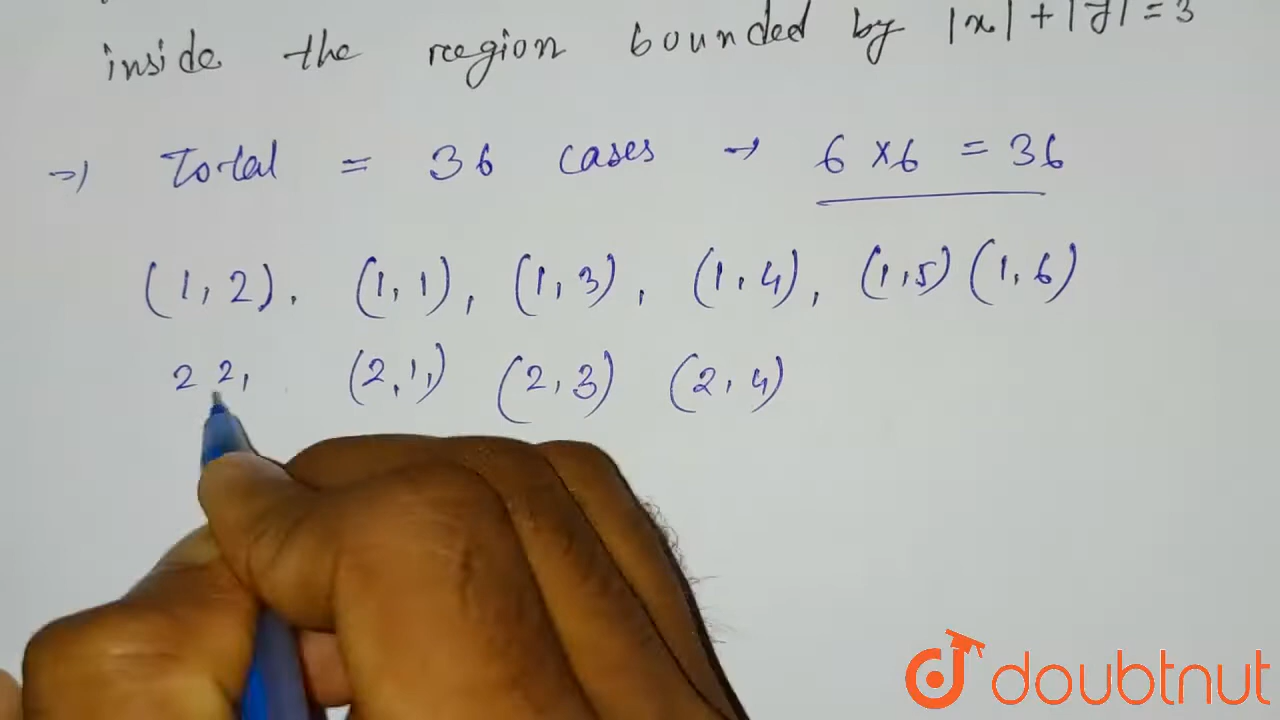 inside the region bounded by |x|+|y| = 3
=) Total = 36 cases → 6 × 6 = 36
(1, 2). (1, 1), (1, 3), (1, 4), (1, 5) (1, 6)
2 2, (2, 1,) (2, 3) (2, 4)
doubtnut